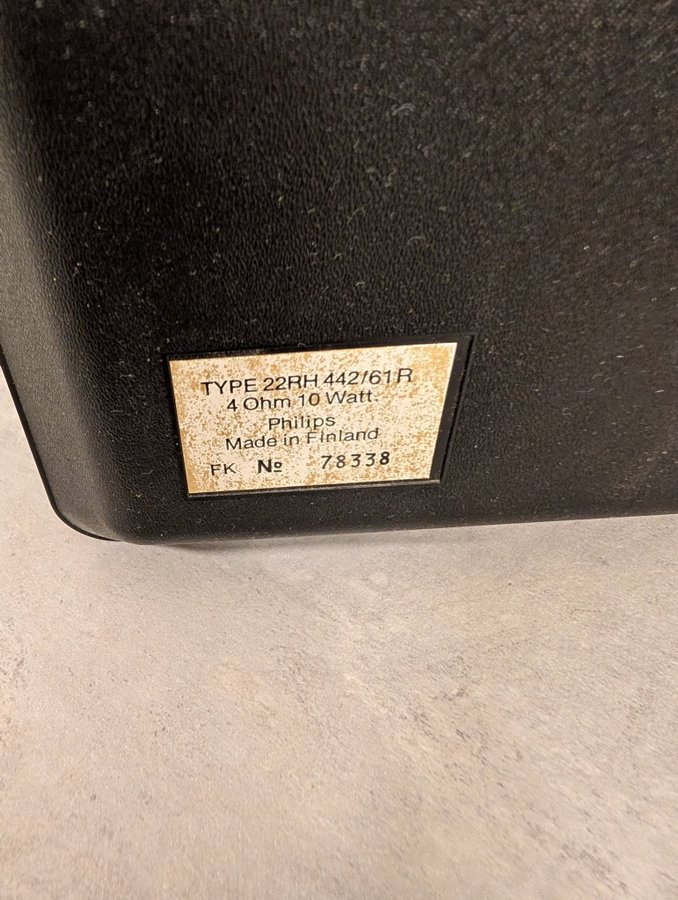 TYPE 22RH 442/61R
4 Ohm 10 Watt.
Philips
Made in Finland
FK № 78338